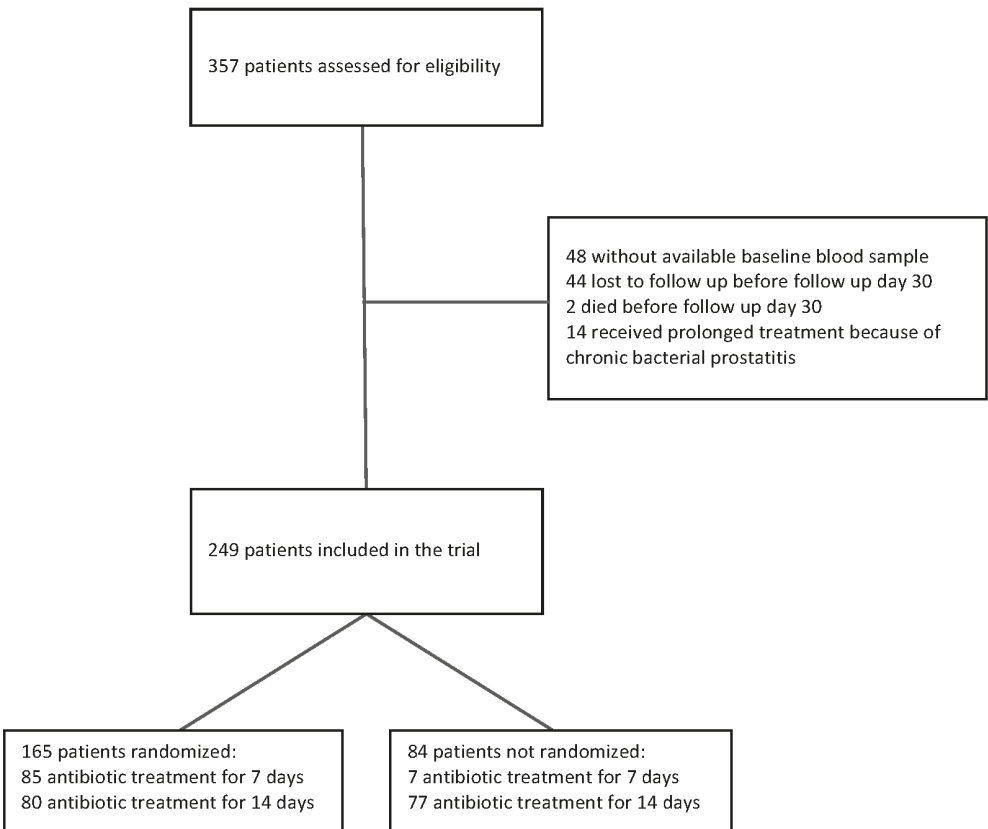 357 patients assessed for eligibility
48 without available baseline blood sample
44 lost to follow up before follow up day 30
2 died before follow up day 30
14 received prolonged treatment because of
chronic bacterial prostatitis
249 patients included in the trial
165 patients randomized:
85 antibiotic treatment for 7 days
80 antibiotic treatment for 14 days
84 patients not randomized:
7 antibiotic treatment for 7 days
77 antibiotic treatment for 14 days